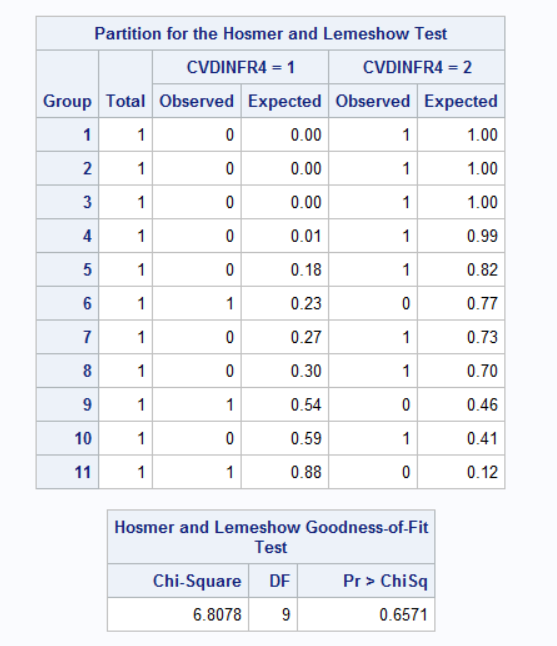 Partition for the Hosmer and Lemeshow Test
CVDINFR4 = 1 CVDINFR4 = 2
Group Total Observed Expected Observed Expected
1 1 0 0.00 1 1.00
2 1 0 0.00 1 1.00
3 1 0 0.00 1 1.00
4 1 0 0.01 1 0.99
5 1 0 0.18 1 0.82
6 1 1 0.23 0 0.77
7 1 0 0.27 1 0.73
8 1 0 0.30 1 0.70
9 1 1 0.54 0 0.46
10 1 0 0.59 1 0.41
11 1 1 0.88 0 0.12
Hosmer and Lemeshow Goodness-of-Fit
Test
Chi-Square DF Pr > ChiSq
6.8078 9 0.6571